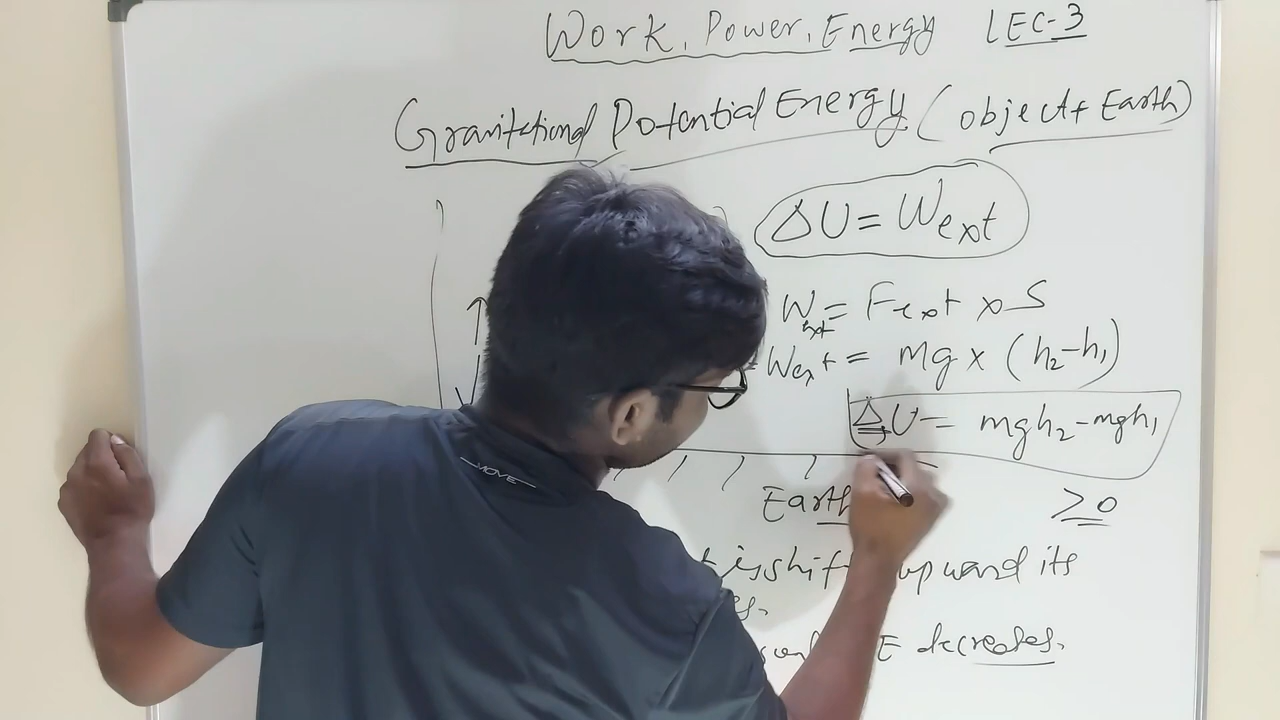 Work, Power, Energy LEC-3
Gravitational Potential Energy (object + Earth)
ΔU = Wext
Wext = Fext × S
Wext = mg × (h2-h1)
ΔU = mgh2-mgh1
Earth >0
upward its
decreases.
MOVE